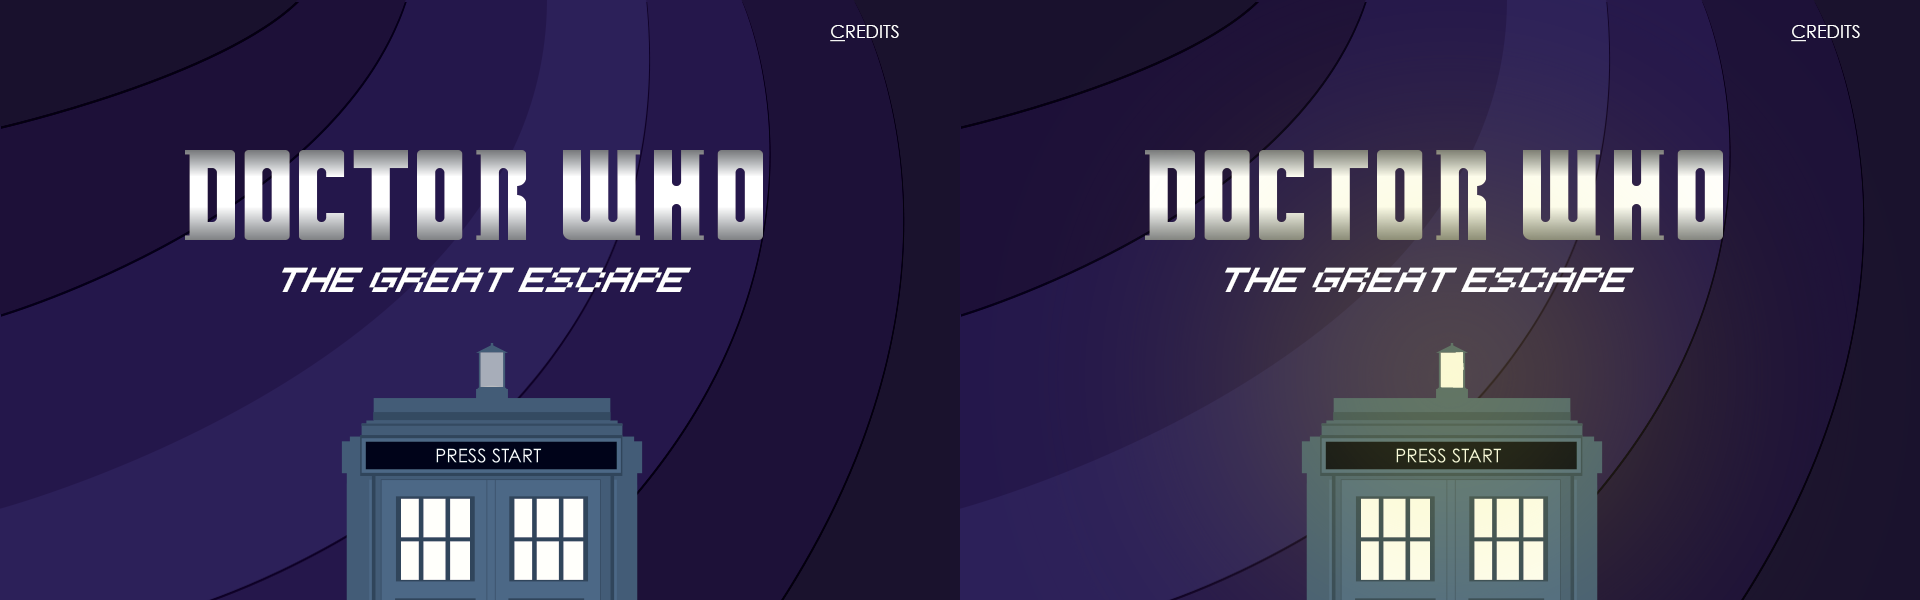 CREDITS
DOCTOR WHO
THE GREAT ESCAPE
PRESS START
CREDITS
DOCTOR WHO
THE GREAT ESCAPE
PRESS START